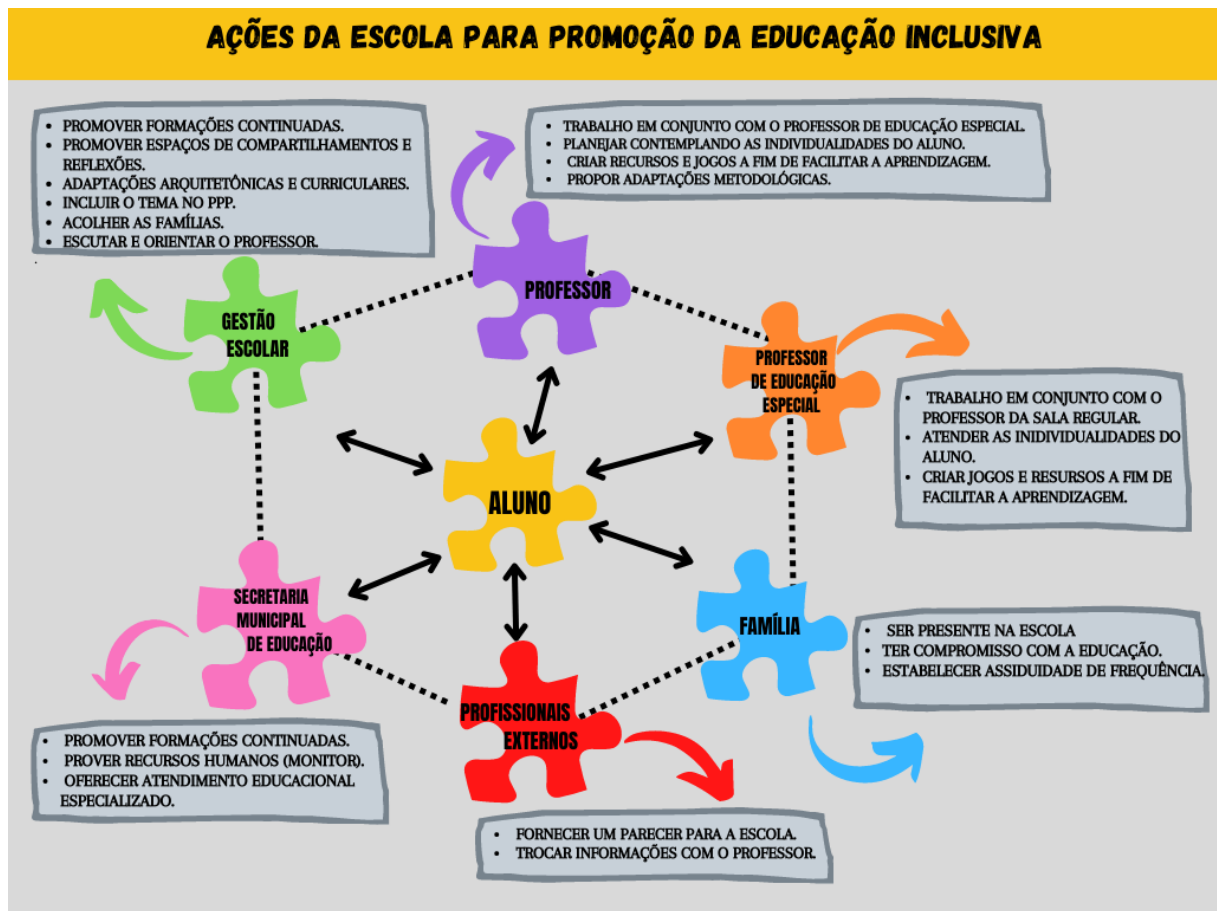 AÇÕES DA ESCOLA PARA PROMOÇÃO DA EDUCAÇÃO INCLUSIVA
• PROMOVER FORMAÇÕES CONTINUADAS.
• PROMOVER ESPAÇOS DE COMPARTILHAMENTOS E
REFLEXÕES.
• ADAPTAÇÕES ARQUITETÔNICAS E CURRICULARES.
• INCLUIR O TEMA NO PPP.
• ACOLHER AS FAMÍLIAS.
• ESCUTAR E ORIENTAR O PROFESSOR.
• TRABALHO EM CONJUNTO COM O PROFESSOR DE EDUCAÇÃO ESPECIAL.
• PLANEJAR CONTEMPLANDO AS INDIVIDUALIDADES DO ALUNO.
• CRIAR RECURSOS E JOGOS A FIM DE FACILITAR A APRENDIZAGEM.
• PROPOR ADAPTAÇÕES METODOLÓGICAS.
GESTÃO
ESCOLAR
PROFESSOR
PROFESSOR
DE EDUCAÇÃO
ESPECIAL
• TRABALHO EM CONJUNTO COM O
PROFESSOR DA SALA REGULAR.
• ATENDER AS INIDIVIDUALIDADES DO
ALUNO.
• CRIAR JOGOS E RESURSOS A FIM DE
FACILITAR A APRENDIZAGEM.
ALUNO
SECRETARIA
MUNICIPAL
DE EDUCAÇÃO
FAMÍLIA
• SER PRESENTE NA ESCOLA
• TER COMPROMISSO COM A EDUCAÇÃO.
• ESTABELECER ASSIDUIDADE DE FREQUÊNCIA.
PROFISSIONAIS
EXTERNOS
• PROMOVER FORMAÇÕES CONTINUADAS.
• PROVER RECURSOS HUMANOS (MONITOR).
• OFERECER ATENDIMENTO EDUCACIONAL
ESPECIALIZADO.
• FORNECER UM PARECER PARA A ESCOLA.
• TROCAR INFORMAÇÕES COM O PROFESSOR.